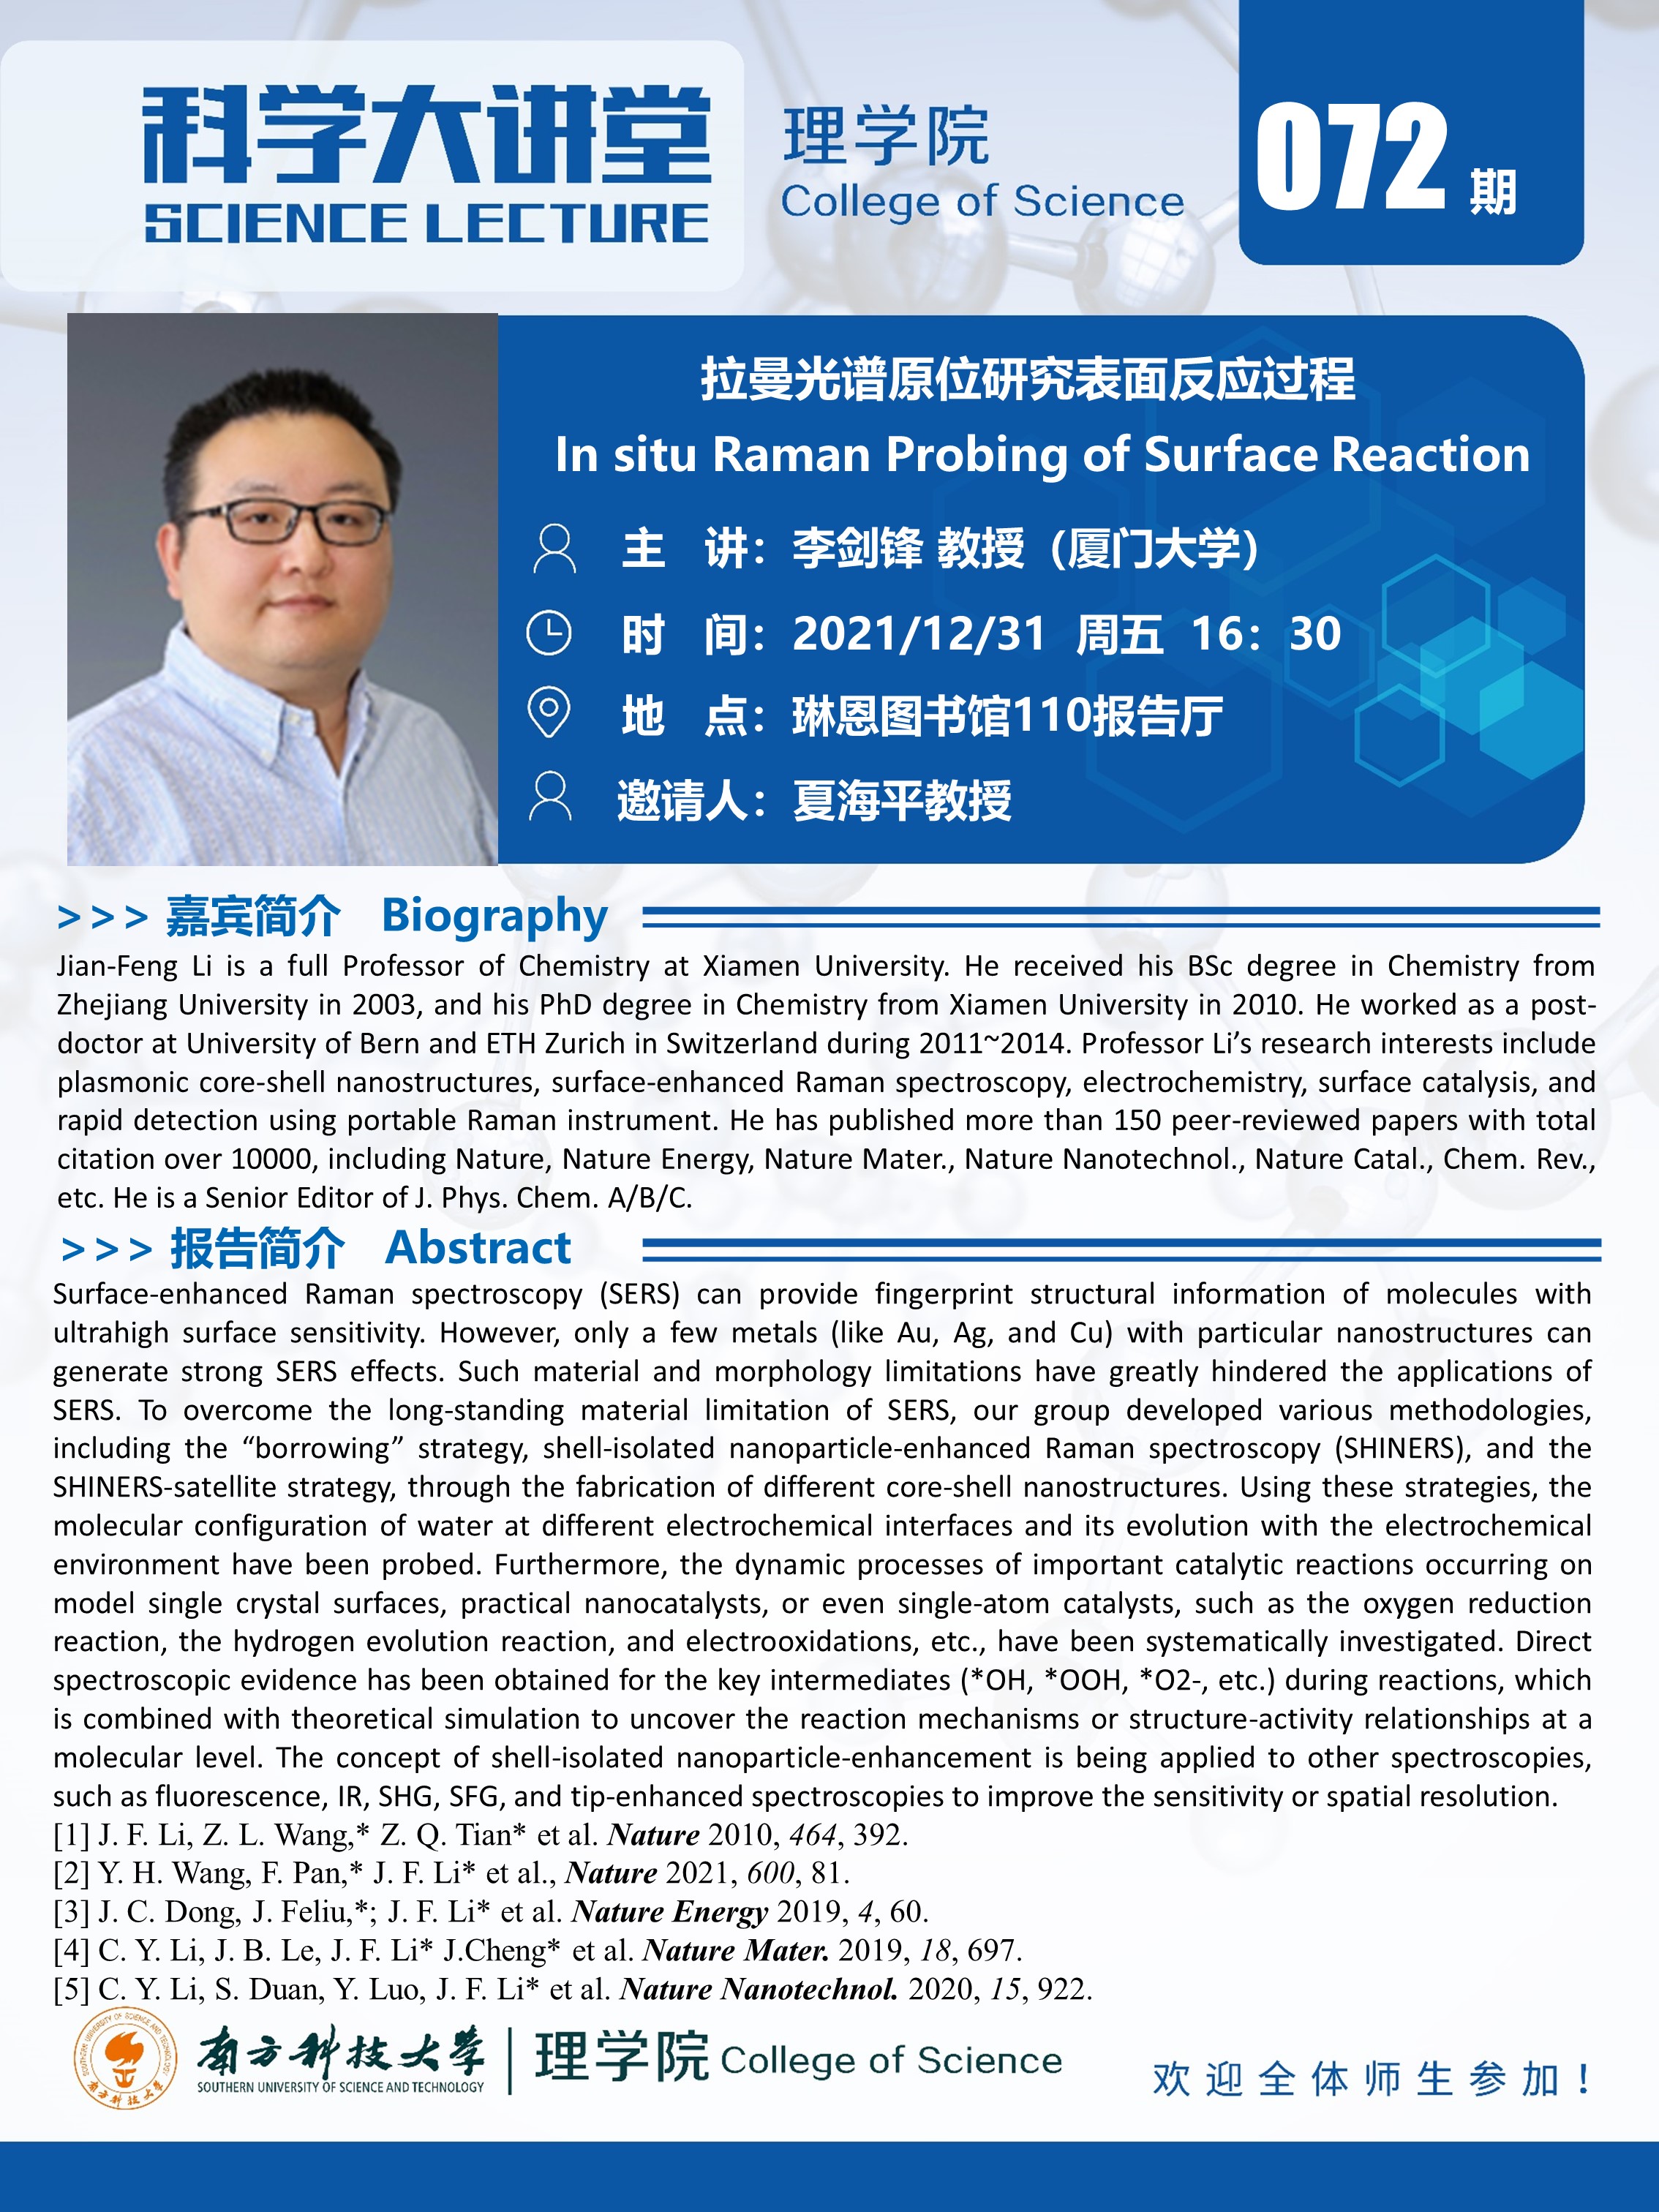 科学大讲堂
SCIENCE LECTURE
理学院
College of Science
072 期
拉曼光谱原位研究表面反应过程
In situ Raman Probing of Surface Reaction
主 讲：李剑锋 教授（厦门大学）
时 间：2021/12/31 周五 16：30
地 点：琳恩图书馆110报告厅
邀请人：夏海平教授
>>> 嘉宾简介 Biography
Jian-Feng Li is a full Professor of Chemistry at Xiamen University. He received his BSc degree in Chemistry from
Zhejiang University in 2003, and his PhD degree in Chemistry from Xiamen University in 2010. He worked as a post-
doctor at University of Bern and ETH Zurich in Switzerland during 2011~2014. Professor Li’s research interests include
plasmonic core-shell nanostructures, surface-enhanced Raman spectroscopy, electrochemistry, surface catalysis, and
rapid detection using portable Raman instrument. He has published more than 150 peer-reviewed papers with total
citation over 10000, including Nature, Nature Energy, Nature Mater., Nature Nanotechnol., Nature Catal., Chem. Rev.,
etc. He is a Senior Editor of J. Phys. Chem. A/B/C.
>>> 报告简介 Abstract
Surface-enhanced Raman spectroscopy (SERS) can provide fingerprint structural information of molecules with
ultrahigh surface sensitivity. However, only a few metals (like Au, Ag, and Cu) with particular nanostructures can
generate strong SERS effects. Such material and morphology limitations have greatly hindered the applications of
SERS. To overcome the long-standing material limitation of SERS, our group developed various methodologies,
including the “borrowing” strategy, shell-isolated nanoparticle-enhanced Raman spectroscopy (SHINERS), and the
SHINERS-satellite strategy, through the fabrication of different core-shell nanostructures. Using these strategies, the
molecular configuration of water at different electrochemical interfaces and its evolution with the electrochemical
environment have been probed. Furthermore, the dynamic processes of important catalytic reactions occurring on
model single crystal surfaces, practical nanocatalysts, or even single-atom catalysts, such as the oxygen reduction
reaction, the hydrogen evolution reaction, and electrooxidations, etc., have been systematically investigated. Direct
spectroscopic evidence has been obtained for the key intermediates (*OH, *OOH, *O2-, etc.) during reactions, which
is combined with theoretical simulation to uncover the reaction mechanisms or structure-activity relationships at a
molecular level. The concept of shell-isolated nanoparticle-enhancement is being applied to other spectroscopies,
such as fluorescence, IR, SHG, SFG, and tip-enhanced spectroscopies to improve the sensitivity or spatial resolution.
[1] J. F. Li, Z. L. Wang,* Z. Q. Tian* et al. Nature 2010, 464, 392.
[2] Y. H. Wang, F. Pan,* J. F. Li* et al., Nature 2021, 600, 81.
[3] J. C. Dong, J. Feliu,*; J. F. Li* et al. Nature Energy 2019, 4, 60.
[4] C. Y. Li, J. B. Le, J. F. Li* J.Cheng* et al. Nature Mater. 2019, 18, 697.
[5] C. Y. Li, S. Duan, Y. Luo, J. F. Li* et al. Nature Nanotechnol. 2020, 15, 922.
SOUTHERN UNIVERSITY OF SCIENCE AND TECHNOLOGY
南方科技大学
南方科技大学
SOUTHERN UNIVERSITY OF SCIENCE AND TECHNOLOGY
理学院 College of Science
欢迎全体师生参加！